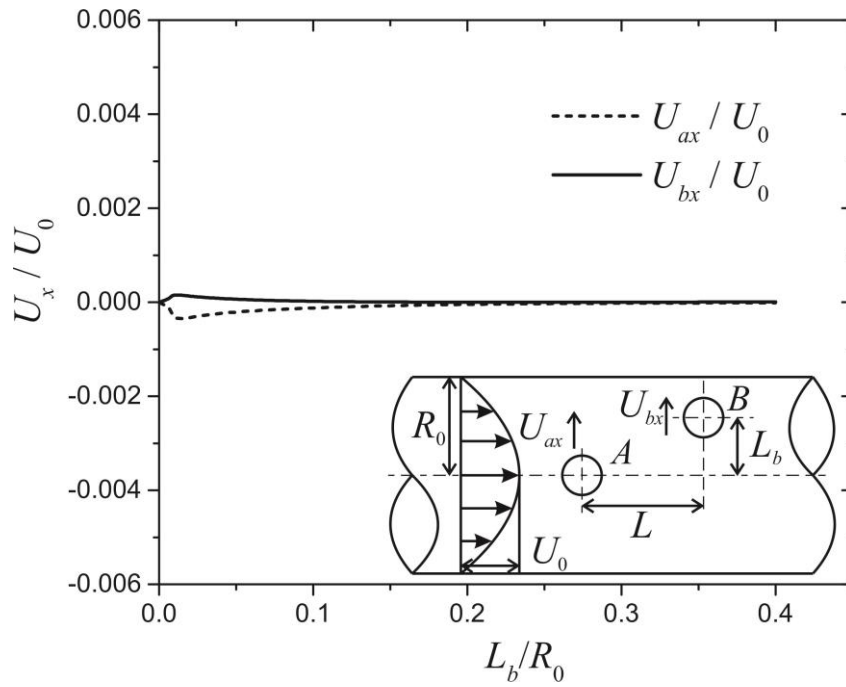 0.006
0.004
0.002
0.000
-0.002
-0.004
-0.006
U_x / U_0
U_ax / U_0
U_bx / U_0
R_0
U_ax
A
U_bx
B
L_b
L
U_0
0.0 0.1 0.2 0.3 0.4
L_b/R_0